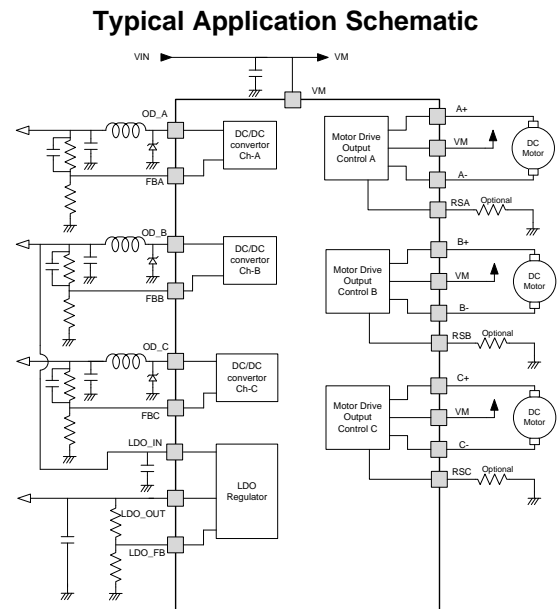 Typical Application Schematic
VIN
VM
VM
OD_A
DC/DC
convertor
Ch-A
FBA
OD_B
DC/DC
convertor
Ch-B
FBB
OD_C
DC/DC
convertor
Ch-C
FBC
LDO_IN
LDO
Regulator
LDO_OUT
LDO_FB
Motor Drive
Output
Control A
A+
VM
A-
DC
Motor
RSA
Optional
Motor Drive
Output
Control B
B+
VM
B-
DC
Motor
RSB
Optional
Motor Drive
Output
Control C
C+
VM
C-
DC
Motor
RSC
Optional